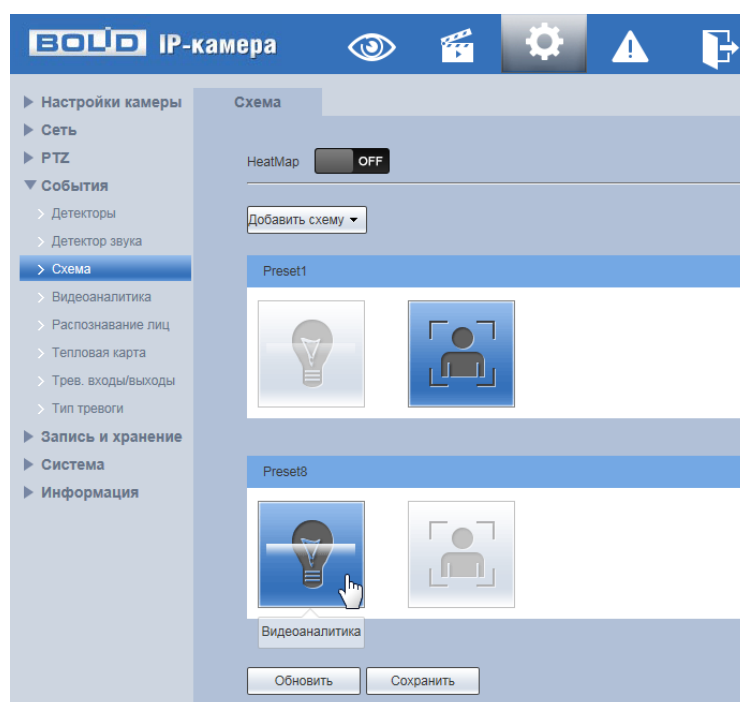 BOLID IP-камера
Настройки камеры
Сеть
PTZ
События
Детекторы
Детектор звука
Схема
Видеоаналитика
Распознавание лиц
Тепловая карта
Трев. входы/выходы
Тип тревоги
Запись и хранение
Система
Информация
Схема
HeatMap OFF
Добавить схему
Preset1
Preset8
Видеоаналитика
Обновить Сохранить